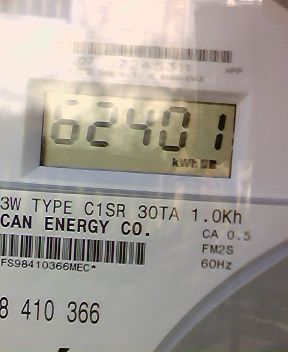 62401
kWh
3W TYPE C1SR 30TA 1.0Kh
CAN ENERGY CO.
CA 0.5
FM2S
60Hz
FS98410366MEC*
8 410 366